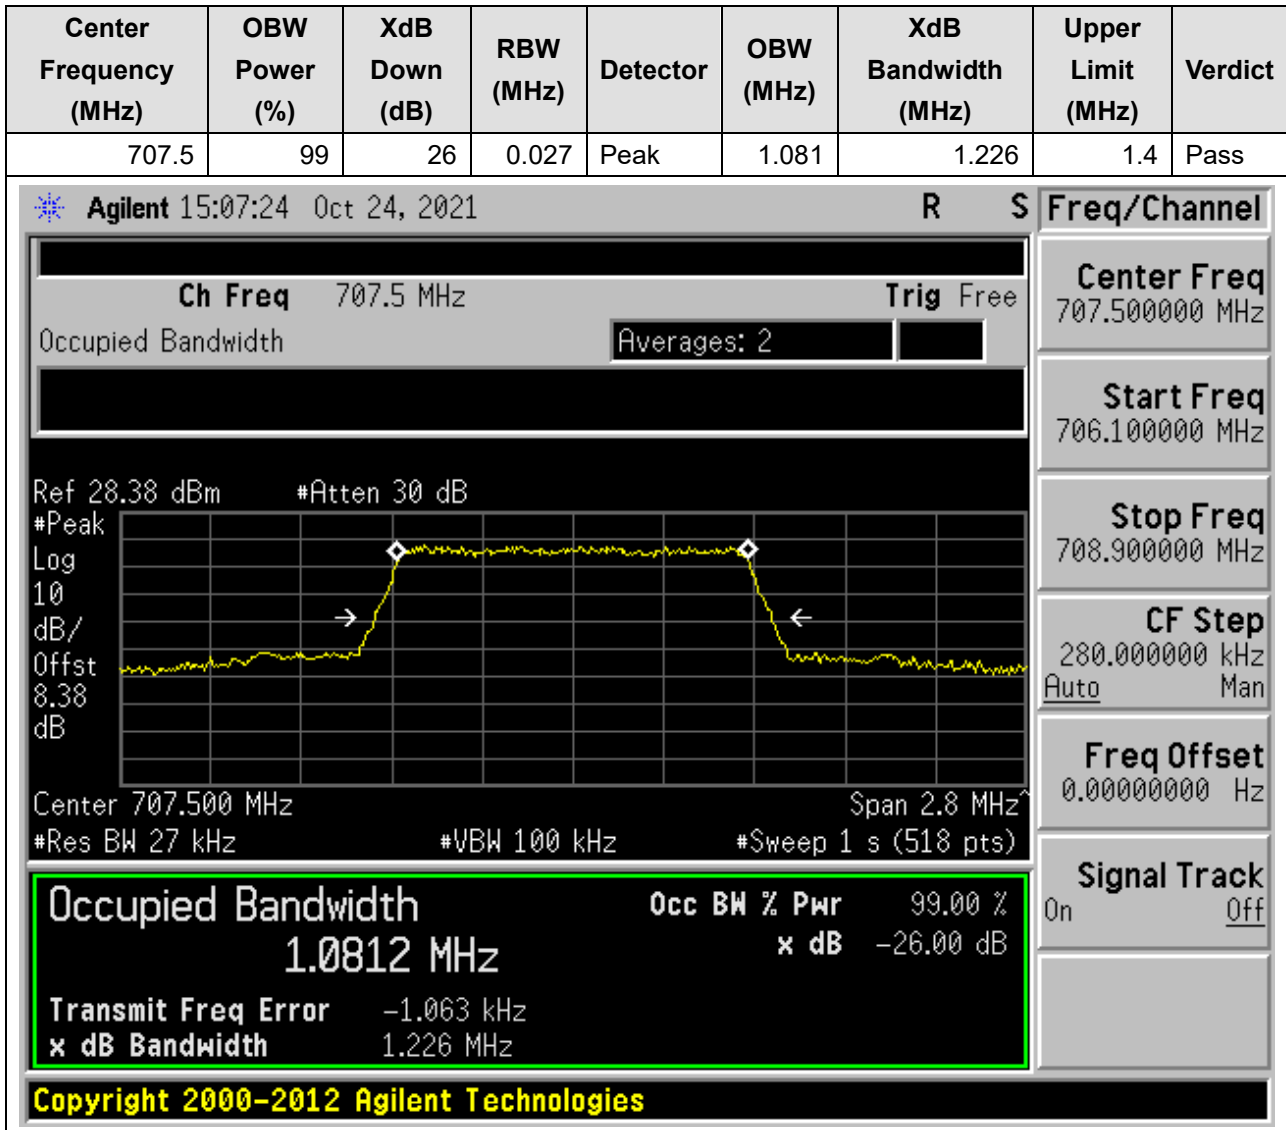 Center Frequency (MHz) OBW Power (%) XdB Down (dB) RBW (MHz) Detector OBW (MHz) XdB Bandwidth (MHz) Upper Limit (MHz) Verdict
707.5 99 26 0.027 Peak 1.081 1.226 1.4 Pass
Agilent 15:07:24 Oct 24, 2021 R S
Ch Freq 707.5 MHz Trig Free
Occupied Bandwidth Averages: 2
Ref 28.38 dBm #Atten 30 dB
#Peak
Log
10
dB/
Offst
8.38
dB
Center 707.500 MHz Span 2.8 MHz^
#Res BW 27 kHz #VBW 100 kHz #Sweep 1 s (518 pts)
Occupied Bandwidth Occ BW % Pwr 99.00 %
1.0812 MHz x dB -26.00 dB
Transmit Freq Error -1.063 kHz
x dB Bandwidth 1.226 MHz
Freq/Channel
Center Freq
707.500000 MHz
Start Freq
706.100000 MHz
Stop Freq
708.900000 MHz
CF Step
280.000000 kHz
Auto Man
Freq Offset
0.00000000 Hz
Signal Track
On Off
Copyright 2000-2012 Agilent Technologies